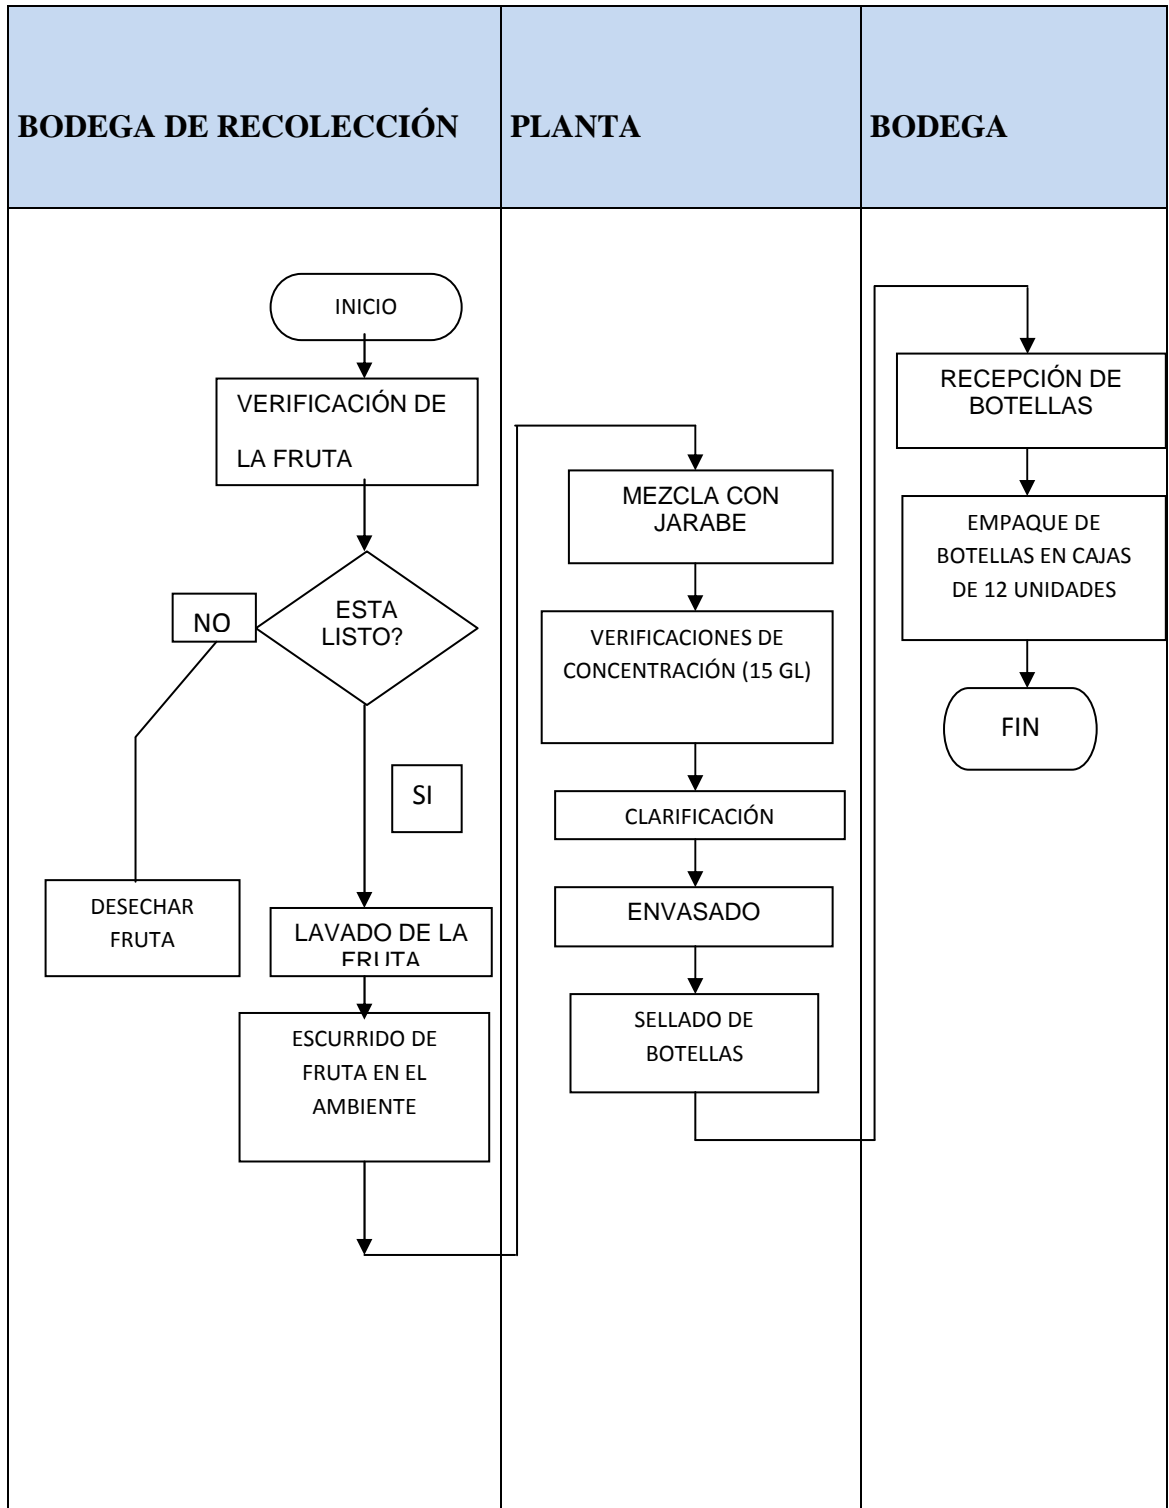 BODEGA DE RECOLECCIÓN
PLANTA
BODEGA
INICIO
VERIFICACIÓN DE
LA FRUTA
ESTA
LISTO?
NO
SI
DESECHAR
FRUTA
LAVADO DE LA
FRUTA
ESCURRIDO DE
FRUTA EN EL
AMBIENTE
MEZCLA CON
JARABE
VERIFICACIONES DE
CONCENTRACIÓN (15 GL)
CLARIFICACIÓN
ENVASADO
SELLADO DE
BOTELLAS
RECEPCIÓN DE
BOTELLAS
EMPAQUE DE
BOTELLAS EN CAJAS
DE 12 UNIDADES
FIN